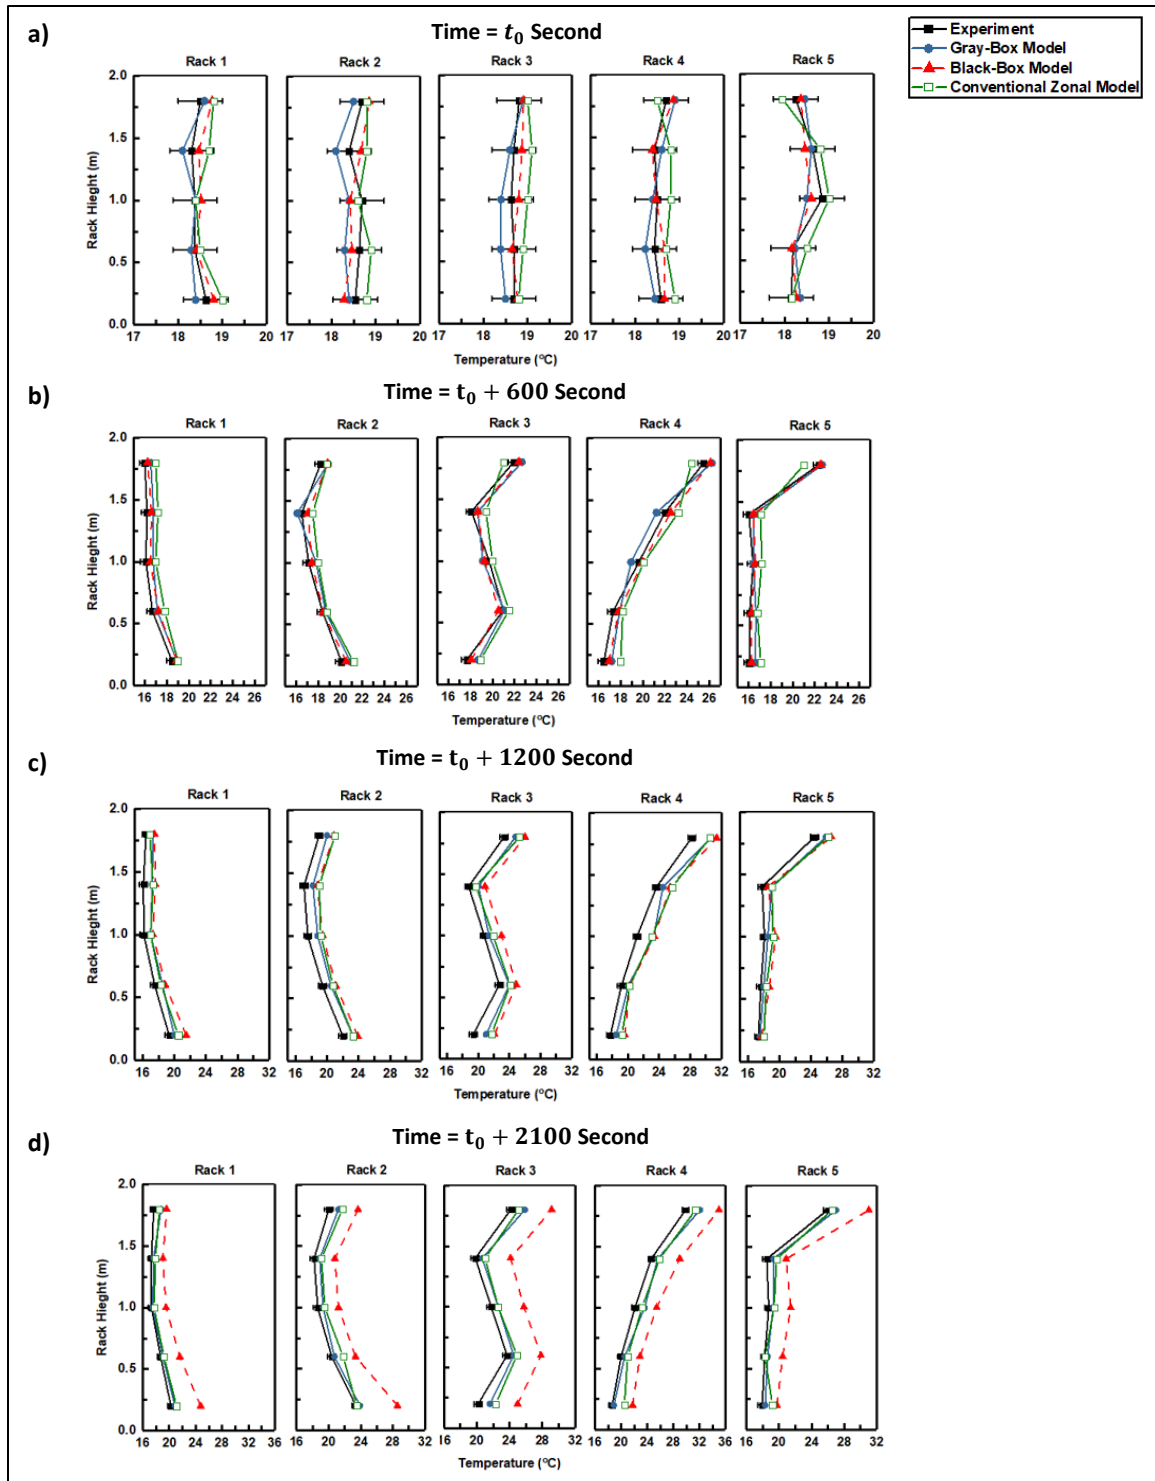 a)
Time = t0 Second
Experiment
Gray-Box Model
Black-Box Model
Conventional Zonal Model
Rack 1 Rack 2 Rack 3 Rack 4 Rack 5
Rack Hieght (m)
2.0
1.5
1.0
0.5
0.0
17 18 19 20 17 18 19 20 17 18 19 20 17 18 19 20 17 18 19 20
Temperature (°C)
b)
Time = t0 + 600 Second
Rack 1 Rack 2 Rack 3 Rack 4 Rack 5
Rack Hieght (m)
2.0
1.5
1.0
0.5
0.0
16 18 20 22 24 26 16 18 20 22 24 26 16 18 20 22 24 26 16 18 20 22 24 26 16 18 20 22 24 26
Temperature (°C)
c)
Time = t0 + 1200 Second
Rack 1 Rack 2 Rack 3 Rack 4 Rack 5
Rack Hieght (m)
2.0
1.5
1.0
0.5
0.0
16 20 24 28 32 16 20 24 28 32 16 20 24 28 32 16 20 24 28 32 16 20 24 28 32
Temperature (°C)
d)
Time = t0 + 2100 Second
Rack 1 Rack 2 Rack 3 Rack 4 Rack 5
Rack Hieght (m)
2.0
1.5
1.0
0.5
0.0
16 20 24 28 32 36 16 20 24 28 32 16 20 24 28 32 16 20 24 28 32 36 16 20 24 28 32
Temperature (°C)